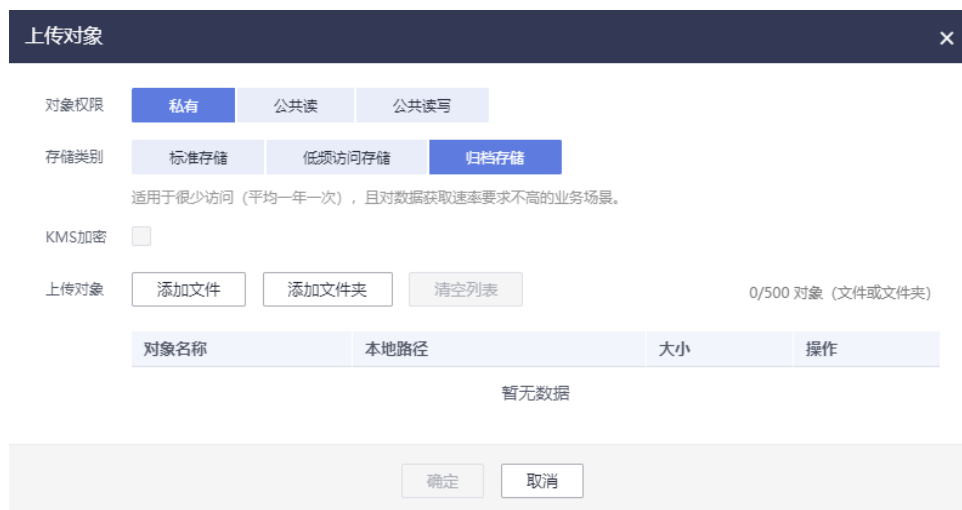 上传对象
对象权限 私有 公共读 公共读写
存储类别 标准存储 低频访问存储 归档存储
适用于很少访问（平均一年一次），且对数据获取速率要求不高的业务场景。
KMS加密
上传对象 添加文件 添加文件夹 清空列表 0/500 对象（文件或文件夹）
对象名称 本地路径 大小 操作
暂无数据
确定 取消